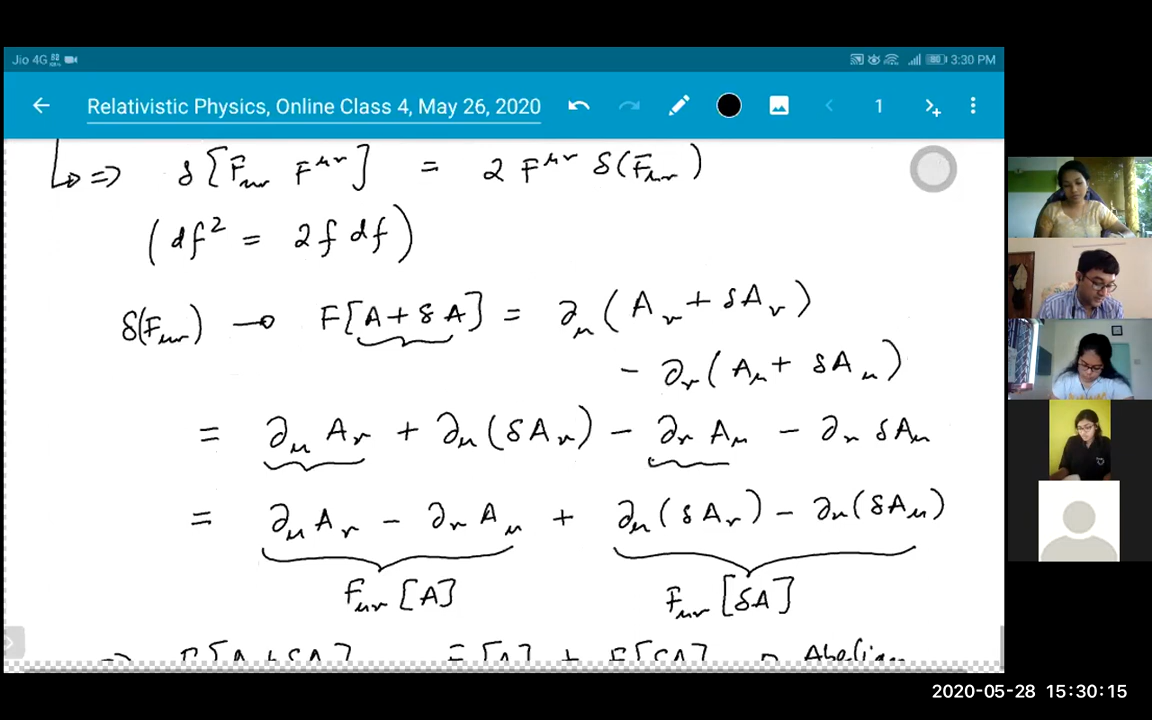 Jio 4G 3:30 PM
Relativistic Physics, Online Class 4, May 26, 2020 1
↳ ⇒ δ[F_μν F^μν] = 2 F^μν δ(F_μν)
(df² = 2f df)
δ(F_μν) → F[A + δA] = ∂_μ (A_ν + δA_ν)
− ∂_ν (A_μ + δA_μ)
= ∂_μ A_ν + ∂_μ (δA_ν) − ∂_ν A_μ − ∂_ν δA_μ
= ∂_μ A_ν − ∂_ν A_μ + ∂_μ (δA_ν) − ∂_ν (δA_μ)
F_μν [A] F_μν [δA]
2020-05-28 15:30:15